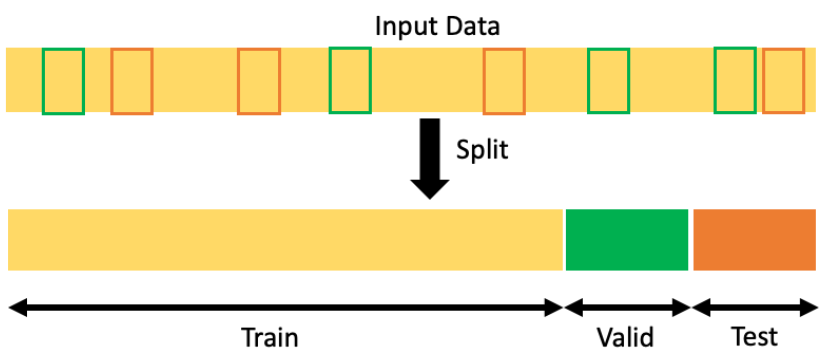 Input Data
Split
Train
Valid
Test